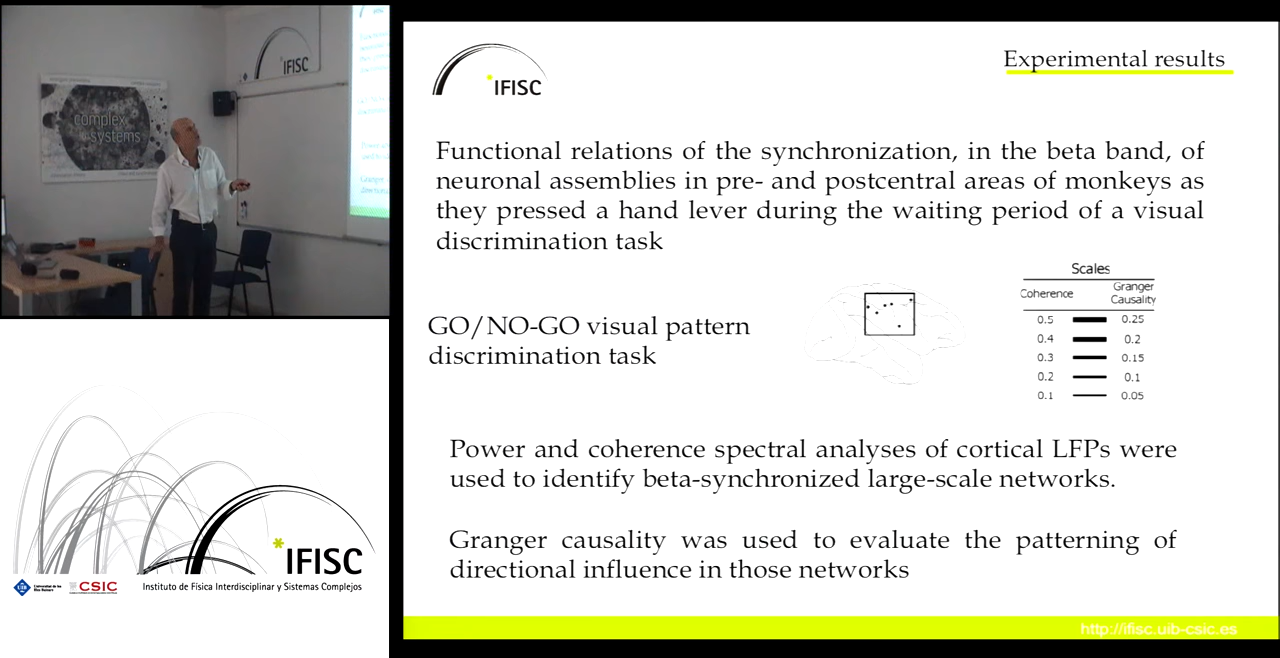 IFISC
complex
systems
IFISC
Experimental results
Functional relations of the synchronization, in the beta band, of
neuronal assemblies in pre- and postcentral areas of monkeys as
they pressed a hand lever during the waiting period of a visual
discrimination task
GO/NO-GO visual pattern
discrimination task
Scales
Coherence Granger Causality
0.5 0.25
0.4 0.2
0.3 0.15
0.2 0.1
0.1 0.05
Power and coherence spectral analyses of cortical LFPs were
used to identify beta-synchronized large-scale networks.
Granger causality was used to evaluate the patterning of
directional influence in those networks
http://ifisc.uib-csic.es
*IFISC
UIB
CSIC
Instituto de Física Interdisciplinar y Sistemas Complejos